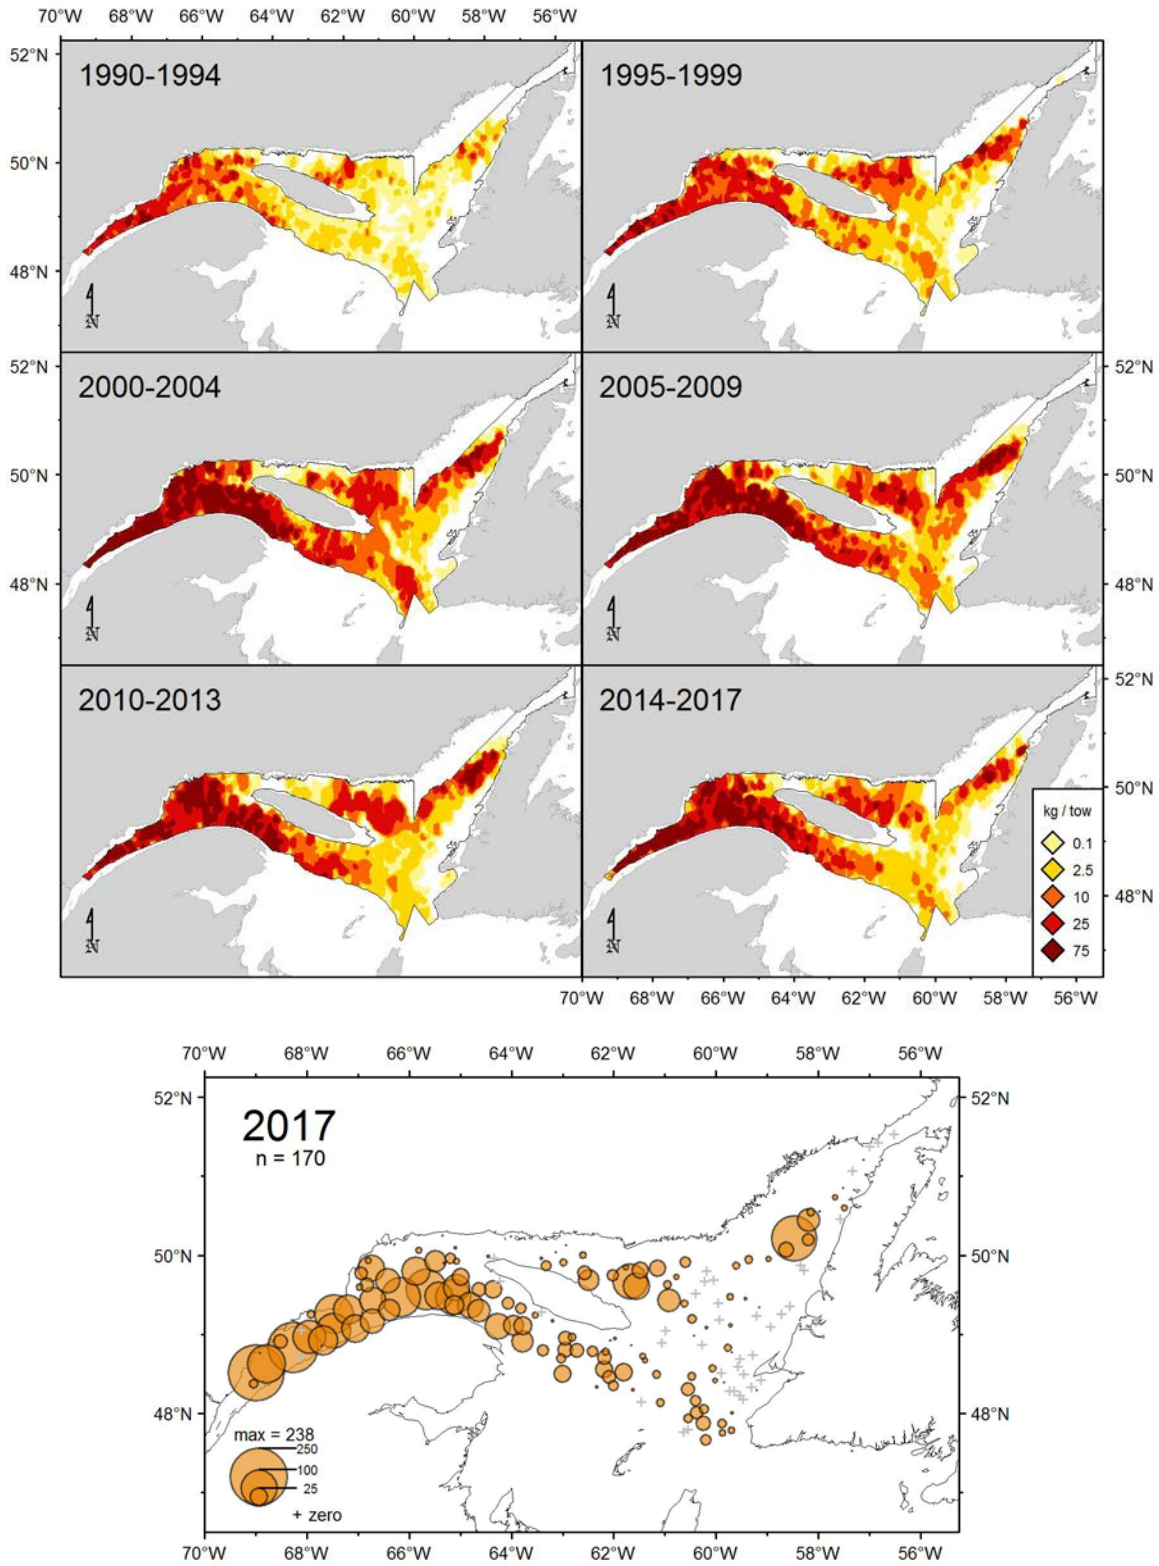 70°W 68°W 66°W 64°W 62°W 60°W 58°W 56°W
52°N
1990-1994
1995-1999
50°N
48°N
N
N
52°N
2000-2004
2005-2009
52°N
50°N
50°N
48°N
48°N
N
N
2010-2013
2014-2017
52°N
50°N
kg / tow
0.1
2.5
10
25
75
48°N
N
N
70°W 68°W 66°W 64°W 62°W 60°W 58°W 56°W
70°W 68°W 66°W 64°W 62°W 60°W 58°W 56°W
52°N
52°N
2017
n = 170
50°N
50°N
48°N
48°N
max = 238
250
100
25
+ zero
70°W 68°W 66°W 64°W 62°W 60°W 58°W 56°W